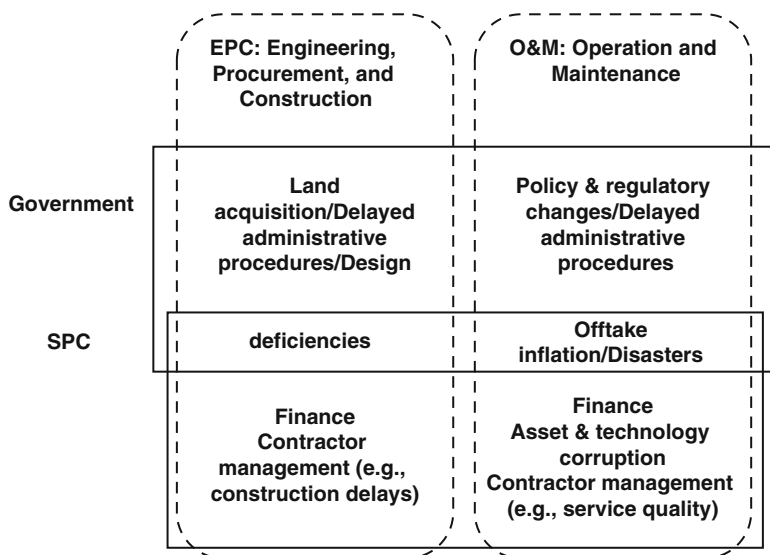 EPC: Engineering,
Procurement, and
Construction
O&M: Operation and
Maintenance
Government
Land
acquisition/Delayed
administrative
procedures/Design
Policy & regulatory
changes/Delayed
administrative
procedures
SPC
deficiencies
Offtake
inflation/Disasters
Finance
Contractor
management (e.g.,
construction delays)
Finance
Asset & technology
corruption
Contractor management
(e.g., service quality)